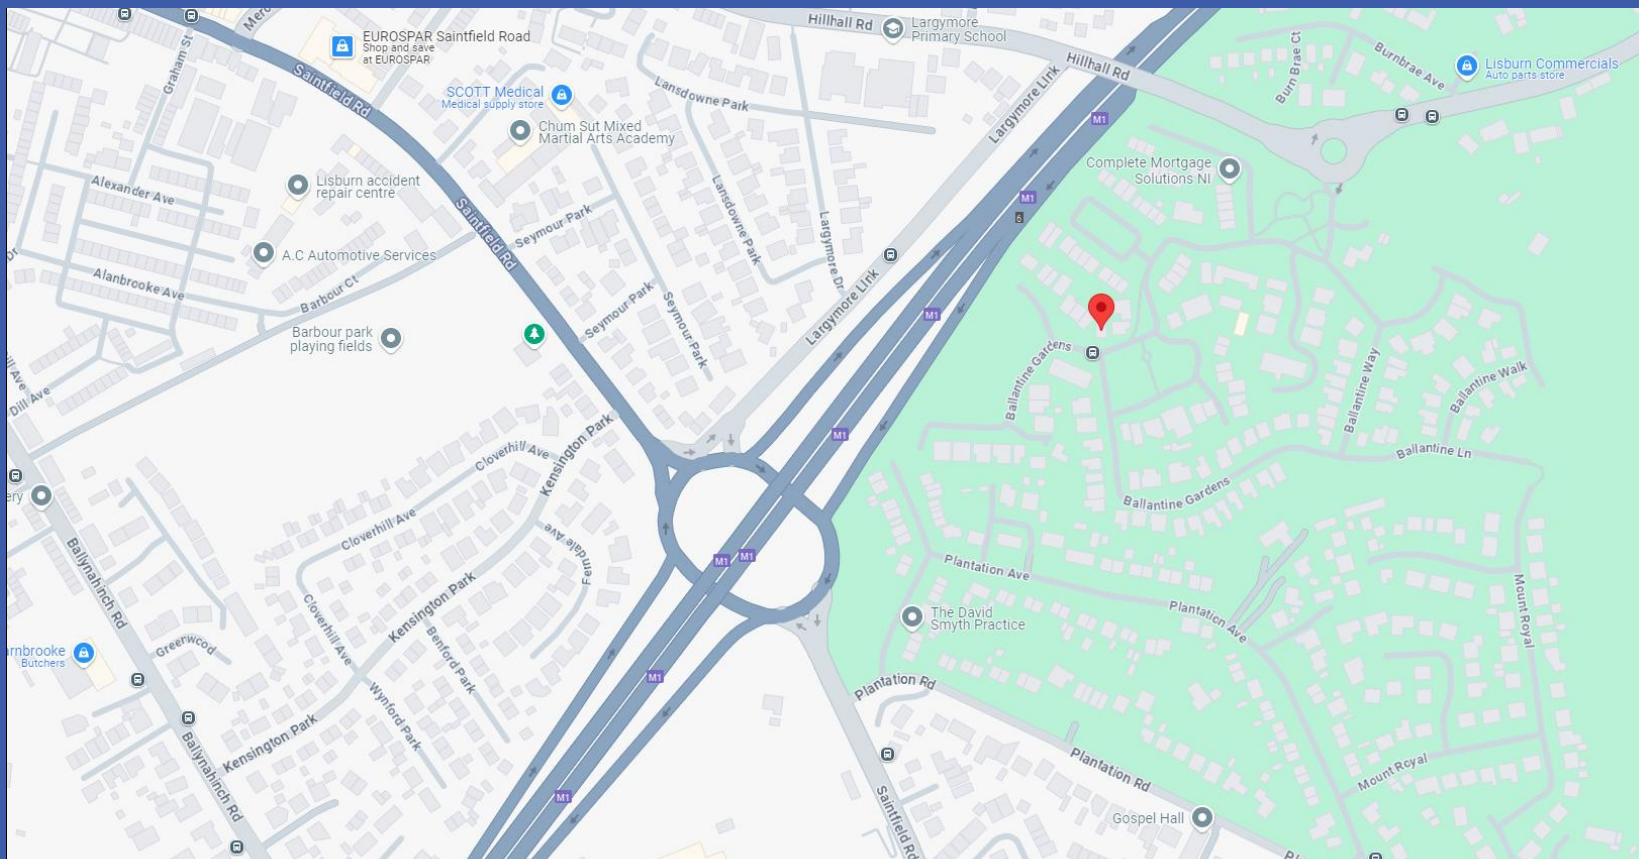 Hillhall Rd
Largymore
Primary School
EUROSPAR Saintfield Road
Shop and save
at EUROSPAR
Graham St
Saintfield Rd
Hillhall Rd
Burn Brae Ct
Burnbrae Ave
Lisburn Commercials
Auto parts store
SCOTT Medical
Medical supply store
Lansdowne Park
Largymore Link
M1
Chum Sut Mixed
Martial Arts Academy
Complete Mortgage
Solutions NI
Lisburn accident
repair centre
Alexander Ave
M1
6
Saintfield Rd
Seymour Park
Lansdowne Park
Largymore Dr
A.C Automotive Services
Alanbrooke Ave
Barbour Ct
Seymour Park
Seymour Park
Largymore Link
M1
Barbour park
playing fields
Ballantine Gardens
Ballantine Way
Ballantine Walk
Dill Ave
Kensington Park
Cloverhill Ave
M1
Ballantine Ln
Ballantine Gardens
Cloverhill Ave
Ferndale Ave
M1
M1
Plantation Ave
Ballynahinch Rd
Kensington Park
Cloverhill Ave
The David
Smyth Practice
Plantation Ave
Mount Royal
Greenwood
Benford Park
Butchers
M1
Plantation Rd
Wynford Park
Kensington Park
Ballynahinch Rd
Plantation Rd
Mount Royal
M1
Saintfield Rd
Gospel Hall